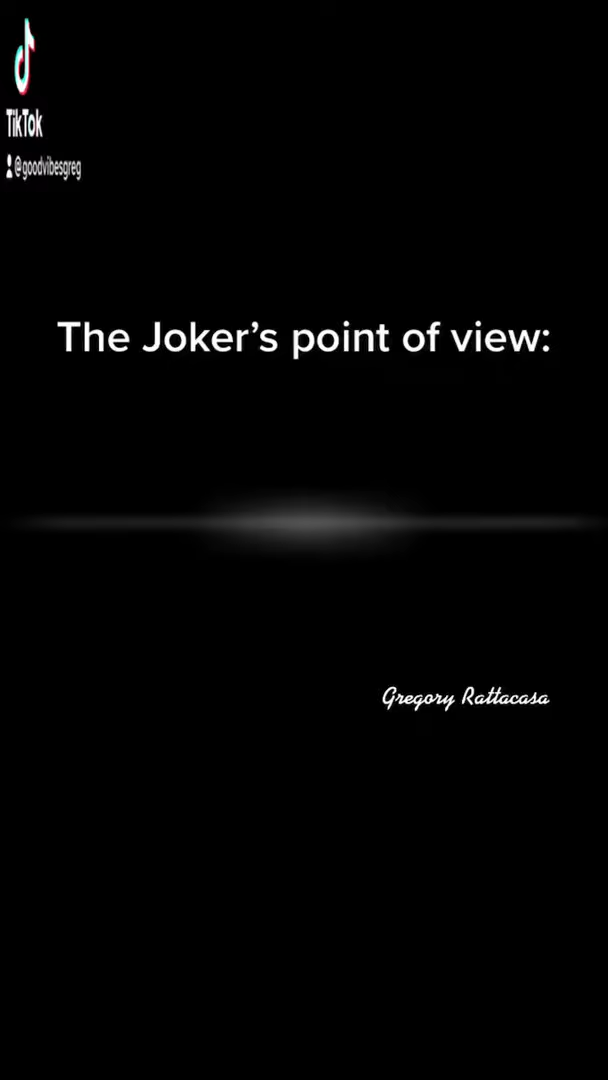 TikTok
@goodvibesgreg
The Joker’s point of view:
Gregory Rattacasa